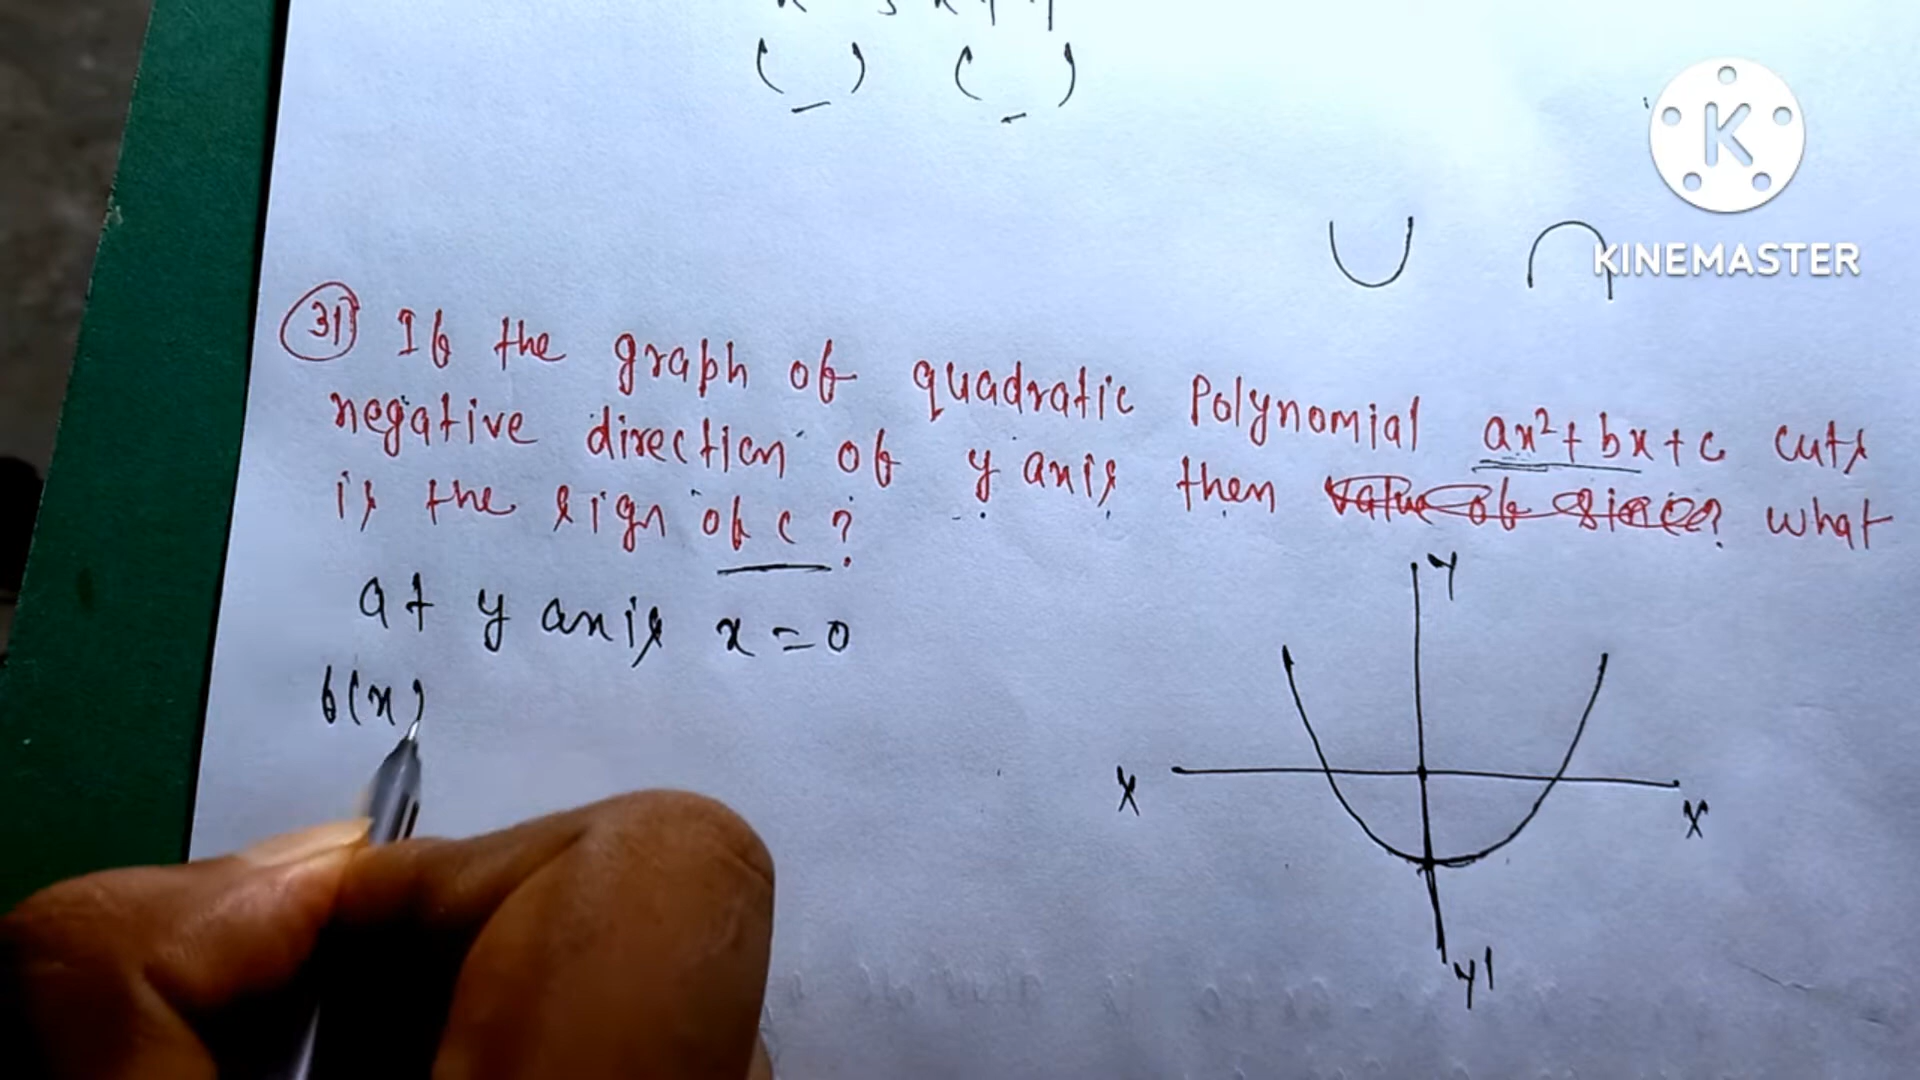 ( _ ) ( _ )
K
KINEMASTER
31) If the graph of quadratic Polynomial ax²+bx+c cuts
negative direction of y axis then what
is the sign of c?
at y axis x = 0
f(x)
Y
X X
Y1